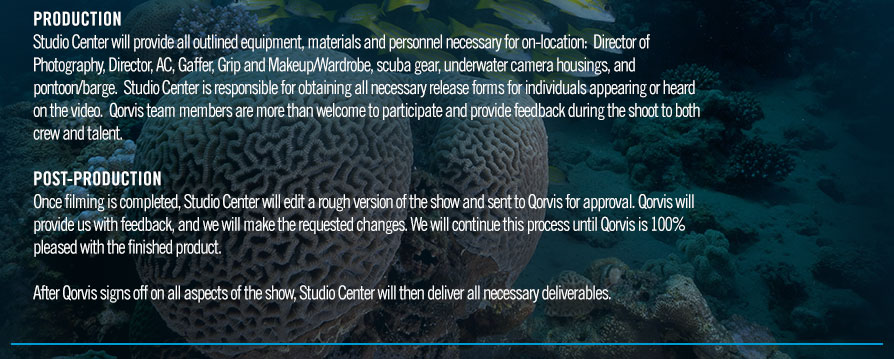 PRODUCTION
Studio Center will provide all outlined equipment, materials and personnel necessary for on-location:  Director of
Photography, Director, AC, Gaffer, Grip and Makeup/Wardrobe, scuba gear, underwater camera housings, and
pontoon/barge.  Studio Center is responsible for obtaining all necessary release forms for individuals appearing or heard
on the video.  Qorvis team members are more than welcome to participate and provide feedback during the shoot to both
crew and talent.
POST-PRODUCTION
Once filming is completed, Studio Center will edit a rough version of the show and sent to Qorvis for approval. Qorvis will
provide us with feedback, and we will make the requested changes. We will continue this process until Qorvis is 100%
pleased with the finished product.
After Qorvis signs off on all aspects of the show, Studio Center will then deliver all necessary deliverables.